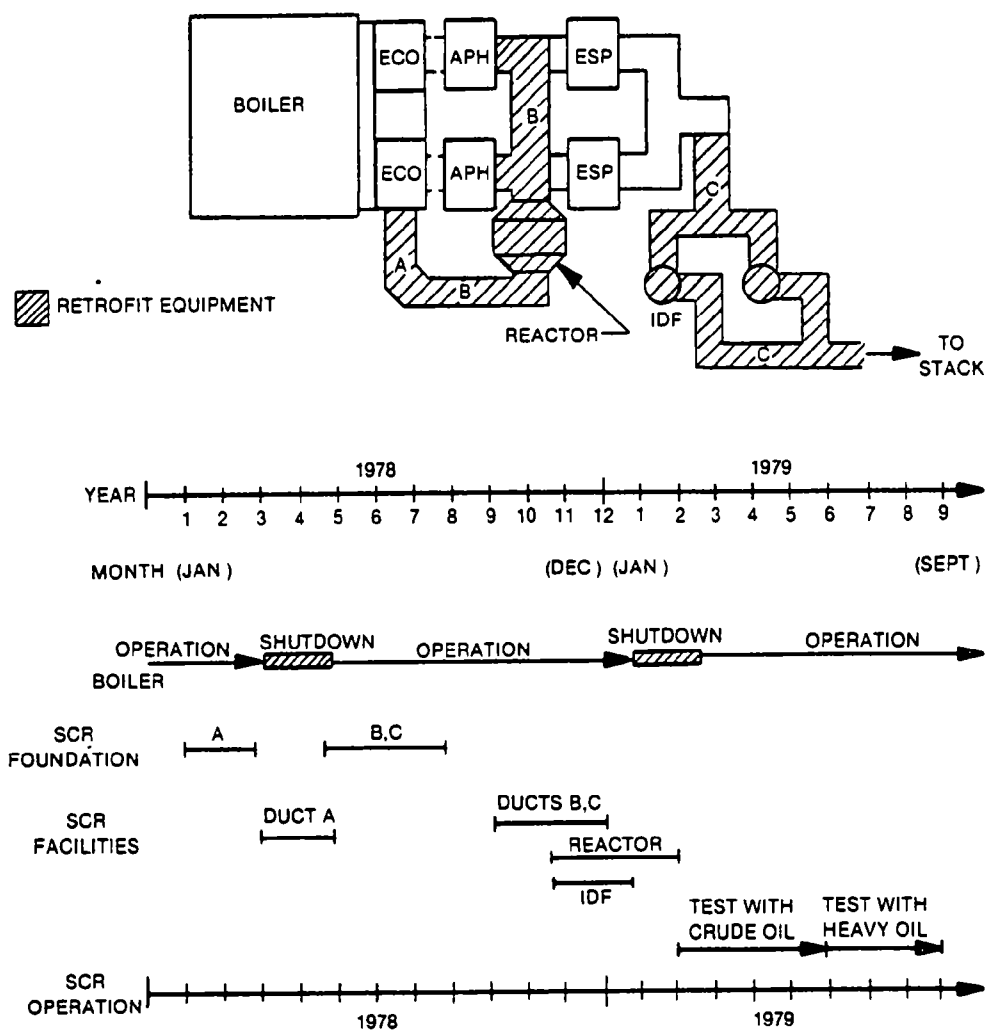 BOILER
ECO
APH
ESP
B
ECO
APH
ESP
C
A
B
RETROFIT EQUIPMENT
REACTOR
IDF
C
TO
STACK
1978
1979
YEAR
1 2 3 4 5 6 7 8 9 10 11 12 1 2 3 4 5 6 7 8 9
MONTH (JAN) (DEC) (JAN) (SEPT)
OPERATION SHUTDOWN OPERATION SHUTDOWN OPERATION
BOILER
SCR
FOUNDATION
A
B,C
SCR
FACILITIES
DUCT A
DUCTS B,C
REACTOR
IDF
TEST WITH
CRUDE OIL
TEST WITH
HEAVY OIL
SCR
OPERATION
1978
1979